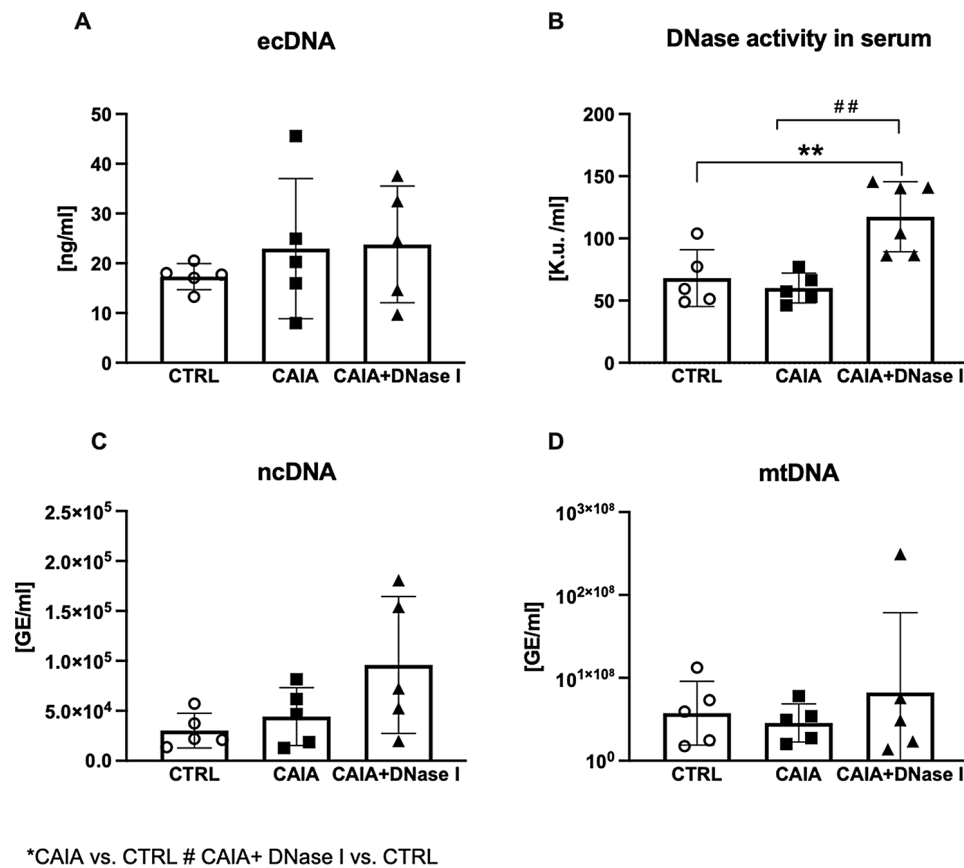 A
ecDNA
[ng/ml]
50
40
30
20
10
0
CTRL CAIA CAIA+DNase I
B
DNase activity in serum
[K.u. /ml]
200
150
100
50
0
##
**
CTRL CAIA CAIA+DNase I
C
ncDNA
[GE/ml]
2.5×10⁵
2.0×10⁵
1.5×10⁵
1.0×10⁵
5.0×10⁴
0.0
CTRL CAIA CAIA+DNase I
D
mtDNA
[GE/ml]
10³×10⁸
10²×10⁸
10¹×10⁸
10⁰
CTRL CAIA CAIA+DNase I
*CAIA vs. CTRL # CAIA+ DNase I vs. CTRL